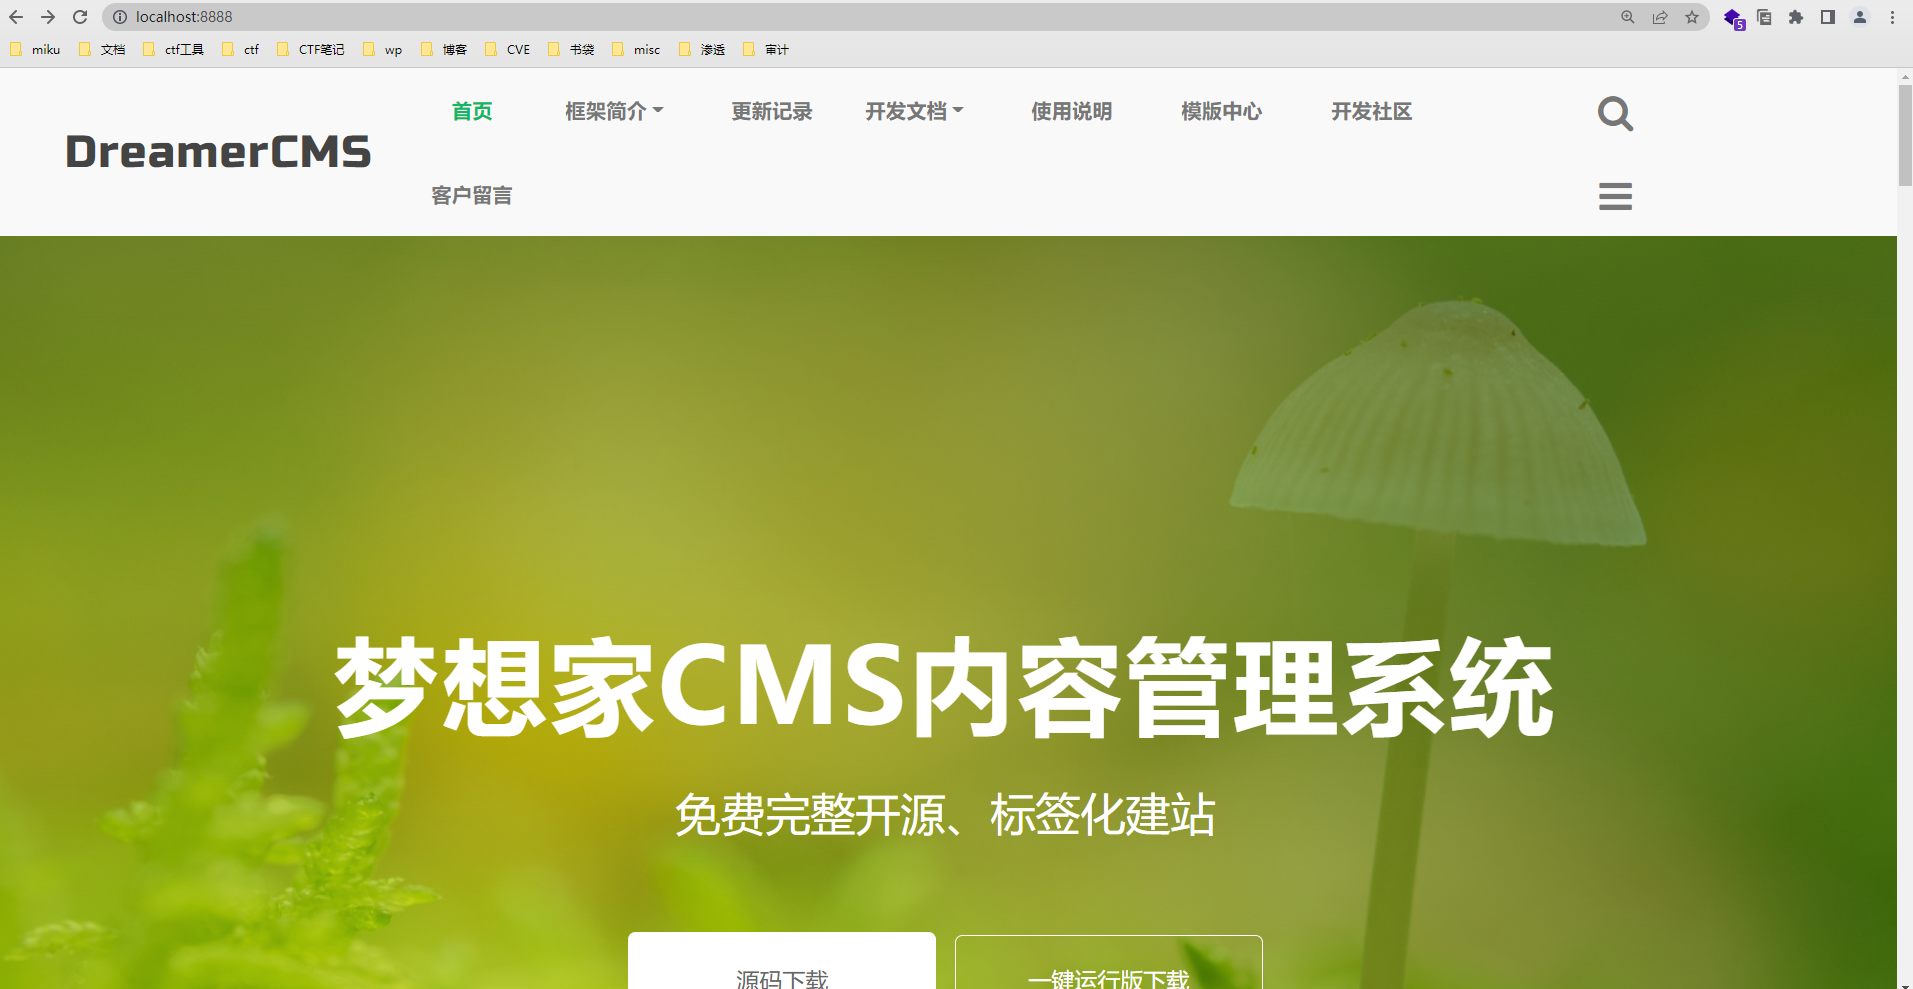 localhost:8888
5
miku 文档 ctf工具 ctf CTF笔记 wp 博客 CVE 书袋 misc 渗透 审计
DreamerCMS
首页 框架简介 更新记录 开发文档 使用说明 模版中心 开发社区
客户留言
梦想家CMS内容管理系统
免费完整开源、标签化建站
源码下载 一键运行版下载